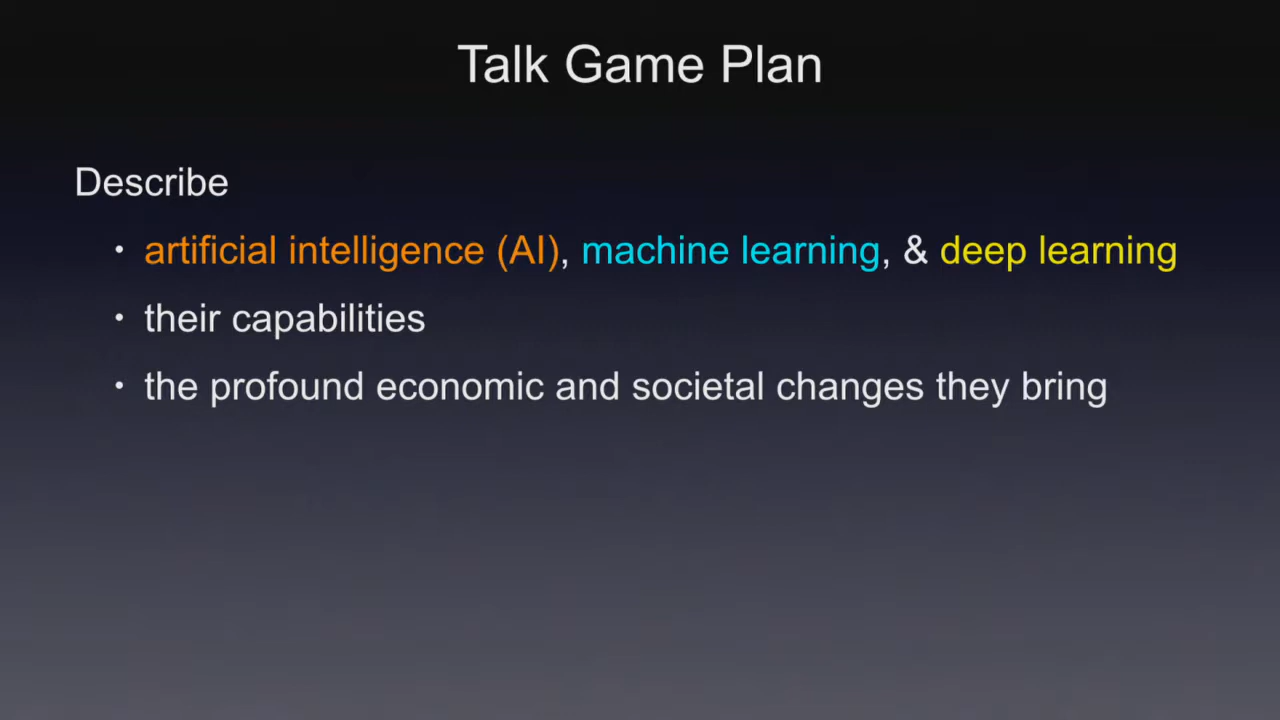 Talk Game Plan
Describe
• artificial intelligence (AI), machine learning, & deep learning
• their capabilities
• the profound economic and societal changes they bring